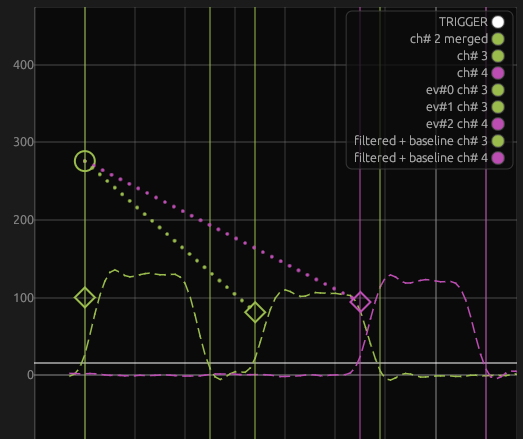 TRIGGER
ch# 2 merged
ch# 3
ch# 4
ev#0 ch# 3
ev#1 ch# 3
ev#2 ch# 4
filtered + baseline ch# 3
filtered + baseline ch# 4
400
300
200
100
0